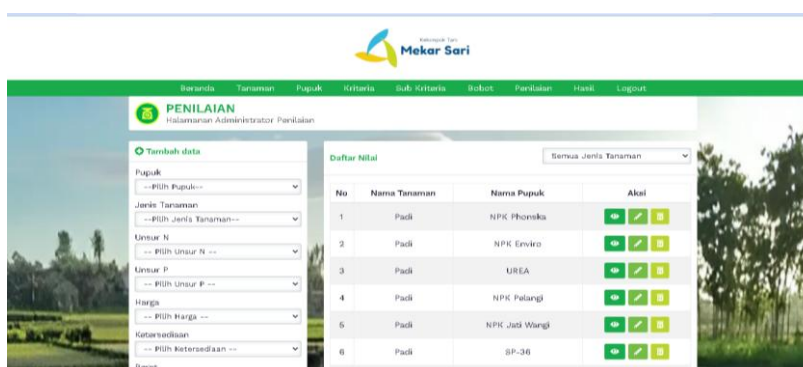 Kelompok Tani
Mekar Sari
Beranda Tanaman Pupuk Kriteria Sub Kriteria Bobot Penilaian Hasil Logout
PENILAIAN
Halamanan Administrator Penilaian
Tambah data
Pupuk
--Pilih Pupuk--
Jenis Tanaman
--Pilih Jenis Tanaman--
Unsur N
-- Pilih Unsur N --
Unsur P
-- Pilih Unsur P --
Harga
-- Pilih Harga --
Ketersediaan
-- Pilih Ketersediaan --
Daftar Nilai
Semua Jenis Tanaman
No Nama Tanaman Nama Pupuk Aksi
1 Padi NPK Phonska
2 Padi NPK Enviro
3 Padi UREA
4 Padi NPK Pelangi
5 Padi NPK Jati Wangi
6 Padi SP-36